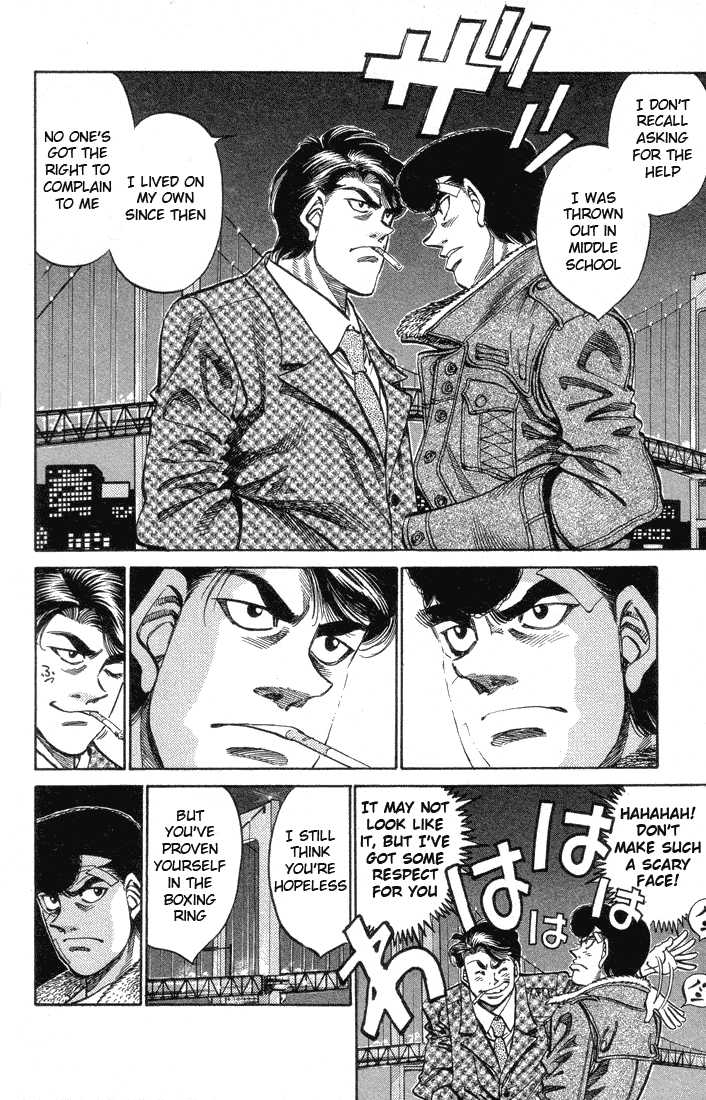 I DON'T
RECALL
ASKING
FOR THE
HELP
I WAS
THROWN
OUT IN
MIDDLE
SCHOOL
ザッ
I LIVED ON
MY OWN
SINCE THEN
NO ONE'S
GOT THE
RIGHT TO
COMPLAIN
TO ME
ふっ
HAHAHAH!
DON'T
MAKE SUCH
A SCARY
FACE!
IT MAY NOT
LOOK LIKE
IT, BUT I'VE
GOT SOME
RESPECT
FOR YOU
わははははは
I STILL
THINK
YOU'RE
HOPELESS
BUT
YOU'VE
PROVEN
YOURSELF
IN THE
BOXING
RING